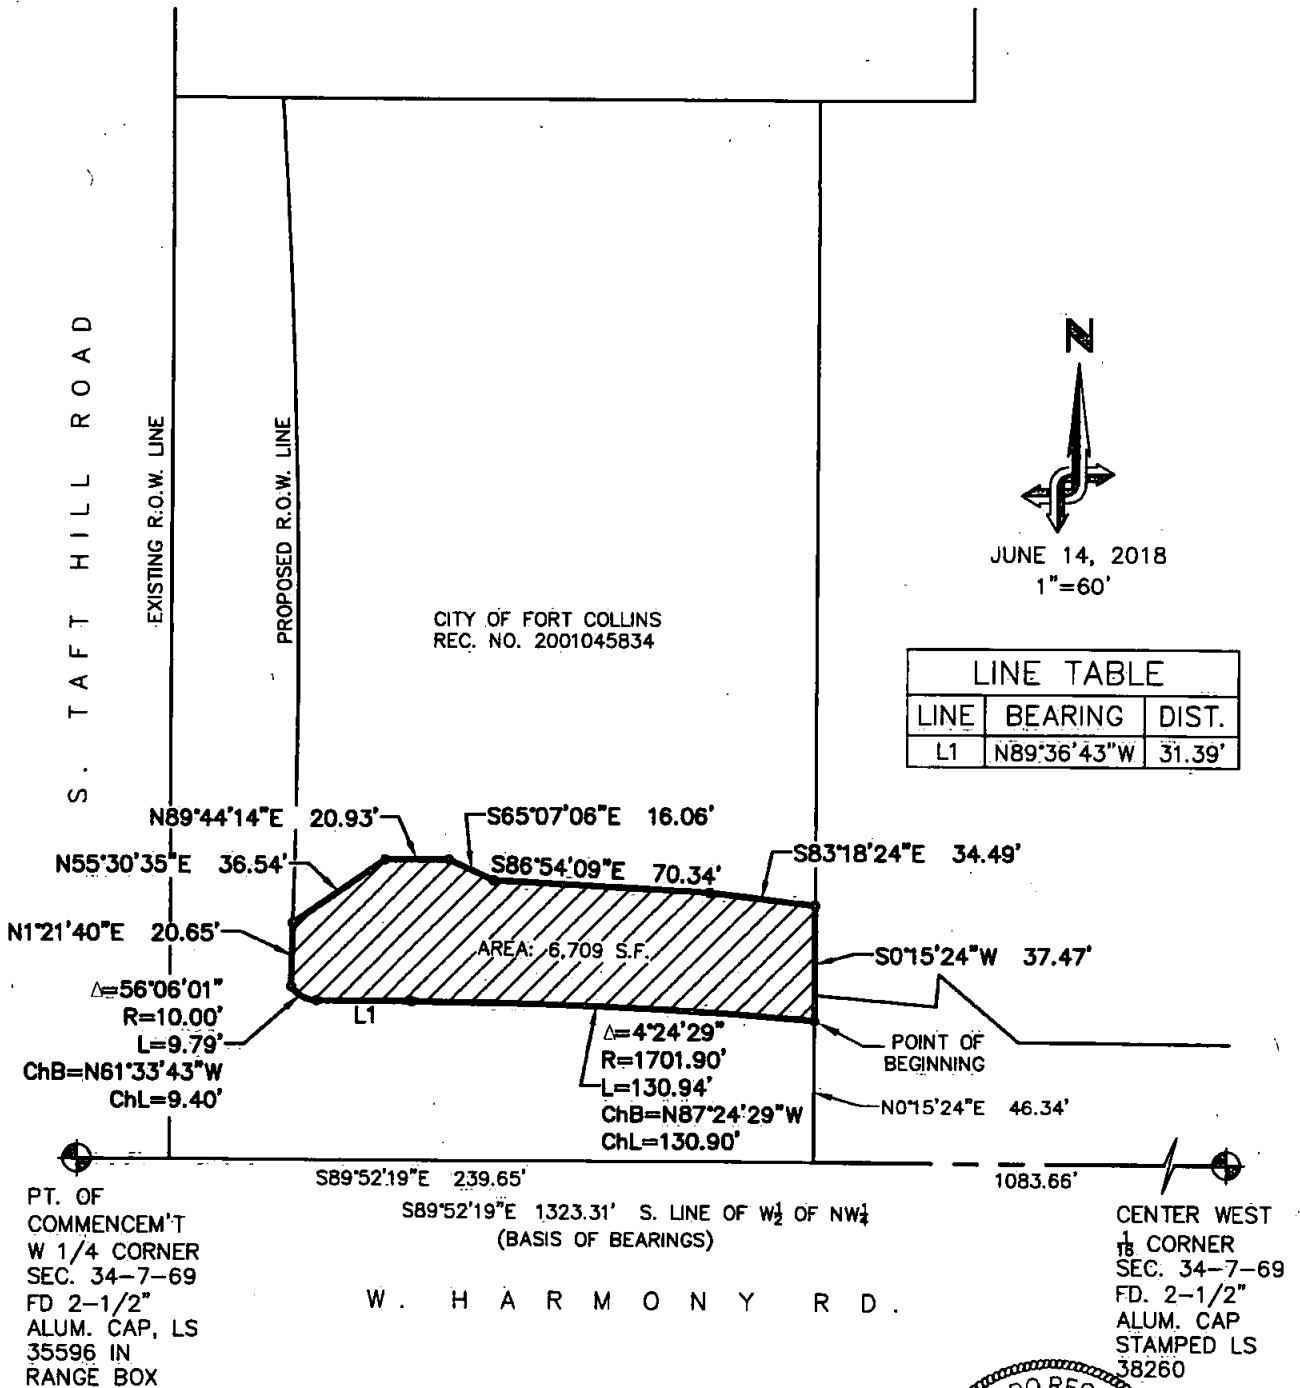 N
JUNE 14, 2018
1"=60'
S. TAFT HILL ROAD
EXISTING R.O.W. LINE
PROPOSED R.O.W. LINE
CITY OF FORT COLLINS
REC. NO. 2001045834
LINE TABLE
LINE BEARING DIST.
L1 N89°36'43"W 31.39'
N89°44'14"E 20.93'
S65°07'06"E 16.06'
N55°30'35"E 36.54'
S86°54'09"E 70.34'
S83°18'24"E 34.49'
N1°21'40"E 20.65'
AREA: 6,709 S.F.
S0°15'24"W 37.47'
Δ=56°06'01"
R=10.00'
L=9.79'
ChB=N61°33'43"W
ChL=9.40'
L1
Δ=4°24'29"
R=1701.90'
L=130.94'
ChB=N87°24'29"W
ChL=130.90'
POINT OF
BEGINNING
N0°15'24"E 46.34'
S89°52'19"E 239.65'
1083.66'
S89°52'19"E 1323.31' S. LINE OF W½ OF NW¼
(BASIS OF BEARINGS)
PT. OF
COMMENCEM'T
W 1/4 CORNER
SEC. 34-7-69
FD 2-1/2"
ALUM. CAP, LS
35596 IN
RANGE BOX
CENTER WEST
1/16 CORNER
SEC. 34-7-69
FD. 2-1/2"
ALUM. CAP
STAMPED LS
38260
W. HARMONY RD.